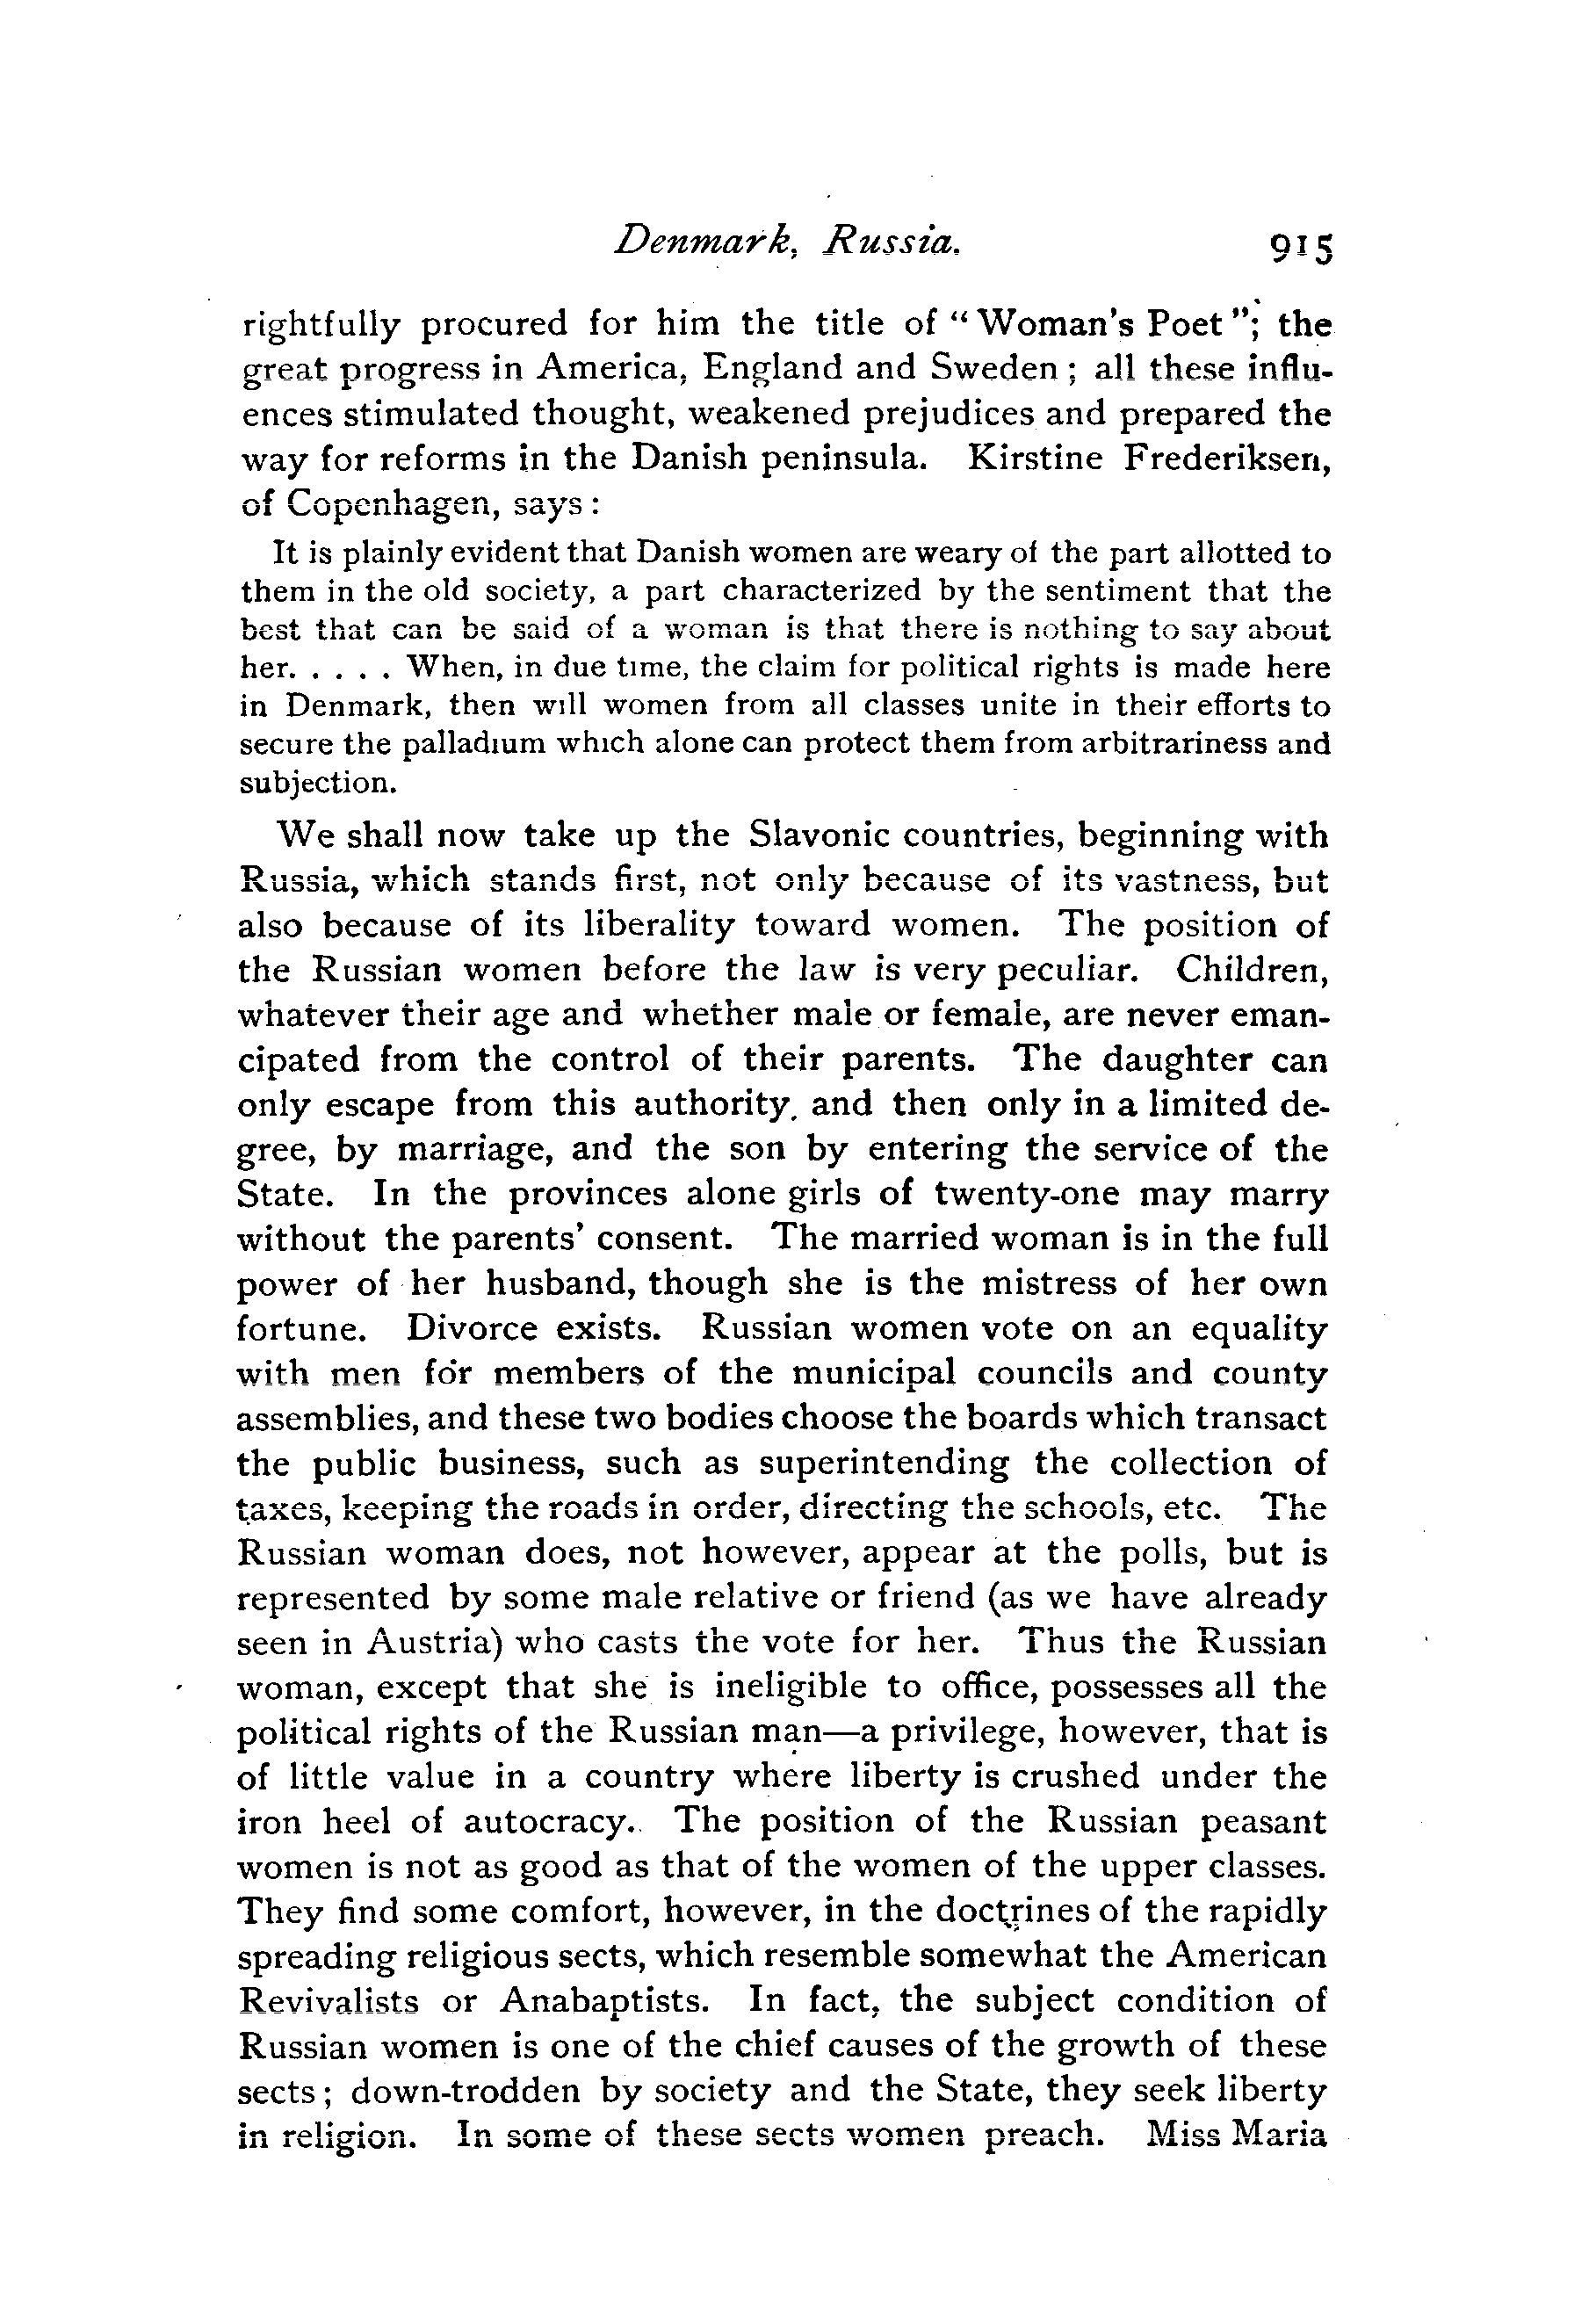 Denmark, Russia. 915
rightfully procured for him the title of "Woman's Poet"; the
great progress in America, England and Sweden; all these influ-
ences stimulated thought, weakened prejudices and prepared the
way for reforms in the Danish peninsula. Kirstine Frederiksen,
of Copenhagen, says:
It is plainly evident that Danish women are weary of the part allotted to
them in the old society, a part characterized by the sentiment that the
best that can be said of a woman is that there is nothing to say about
her. . . . . When, in due time, the claim for political rights is made here
in Denmark, then will women from all classes unite in their efforts to
secure the palladium which alone can protect them from arbitrariness and
subjection.
We shall now take up the Slavonic countries, beginning with
Russia, which stands first, not only because of its vastness, but
also because of its liberality toward women. The position of
the Russian women before the law is very peculiar. Children,
whatever their age and whether male or female, are never eman-
cipated from the control of their parents. The daughter can
only escape from this authority, and then only in a limited de-
gree, by marriage, and the son by entering the service of the
State. In the provinces alone girls of twenty-one may marry
without the parents' consent. The married woman is in the full
power of her husband, though she is the mistress of her own
fortune. Divorce exists. Russian women vote on an equality
with men for members of the municipal councils and county
assemblies, and these two bodies choose the boards which transact
the public business, such as superintending the collection of
taxes, keeping the roads in order, directing the schools, etc. The
Russian woman does, not however, appear at the polls, but is
represented by some male relative or friend (as we have already
seen in Austria) who casts the vote for her. Thus the Russian
woman, except that she is ineligible to office, possesses all the
political rights of the Russian man—a privilege, however, that is
of little value in a country where liberty is crushed under the
iron heel of autocracy. The position of the Russian peasant
women is not as good as that of the women of the upper classes.
They find some comfort, however, in the doctrines of the rapidly
spreading religious sects, which resemble somewhat the American
Revivalists or Anabaptists. In fact, the subject condition of
Russian women is one of the chief causes of the growth of these
sects; down-trodden by society and the State, they seek liberty
in religion. In some of these sects women preach. Miss Maria